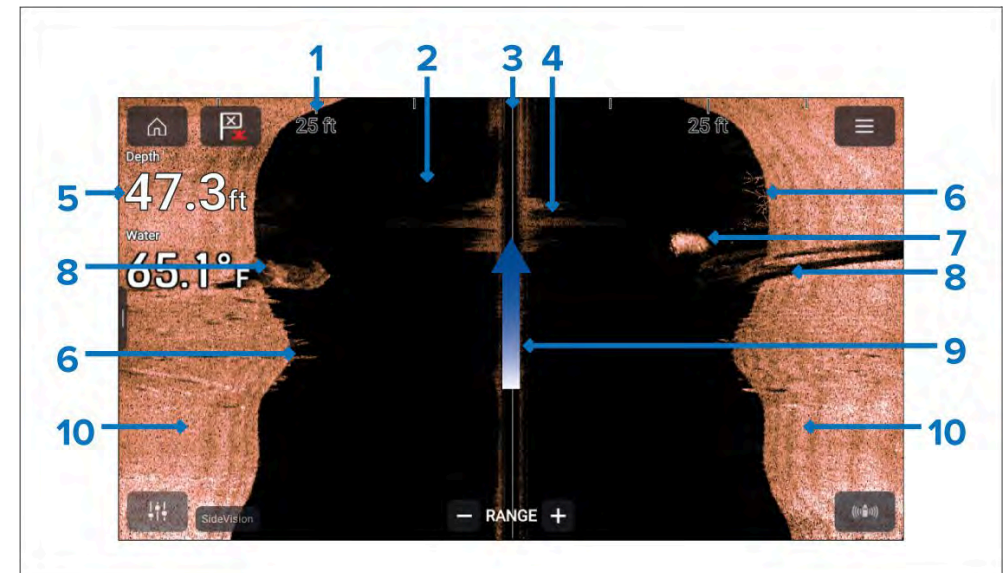 1 2 3 4
25 ft 25 ft
Depth
5 47.3ft 6
Water
7
8 65.1°F 8
6 9
10 10
SideVision
− RANGE +